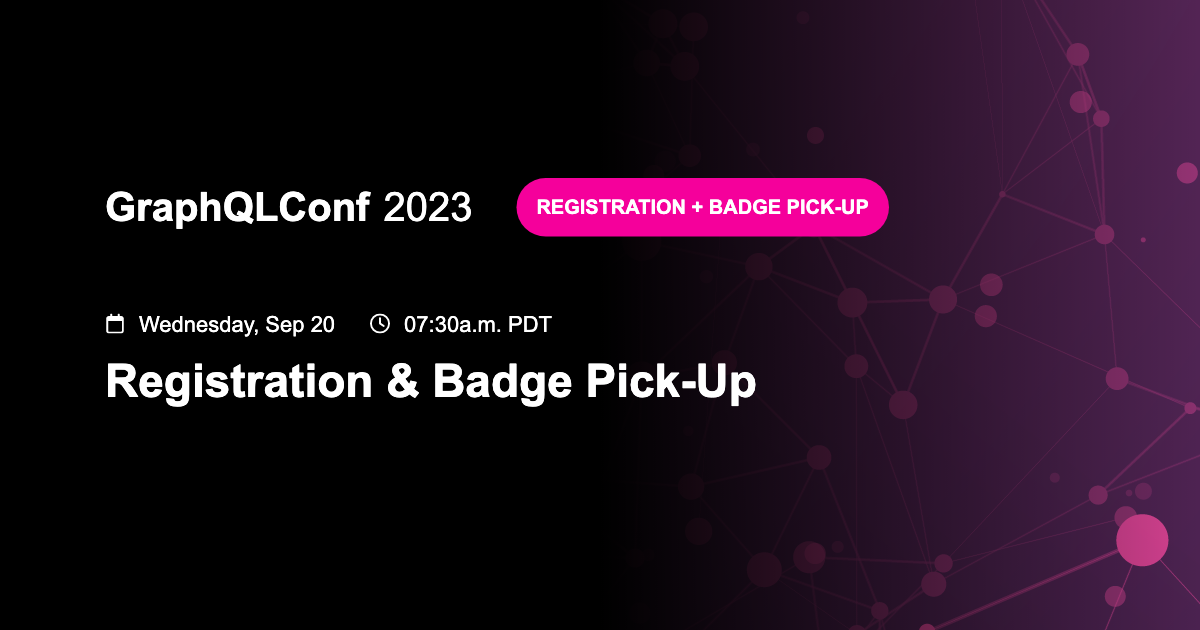 GraphQLConf 2023
REGISTRATION + BADGE PICK-UP
Wednesday, Sep 20 07:30a.m. PDT
Registration & Badge Pick-Up